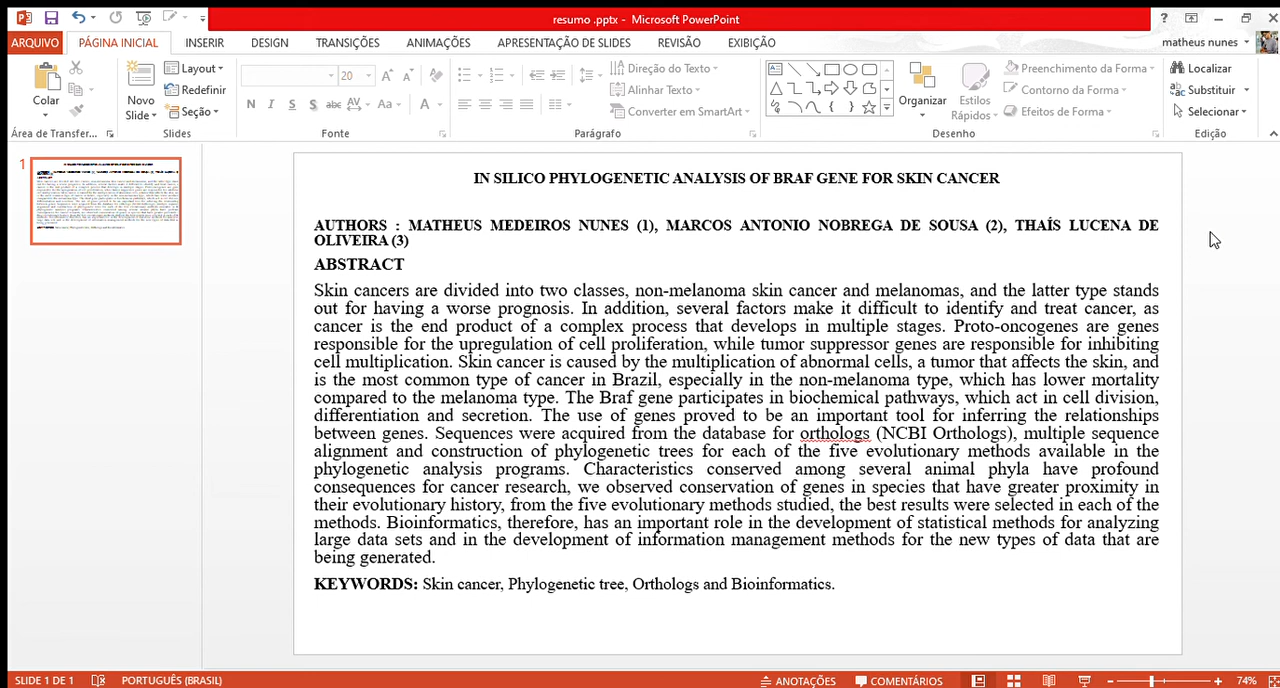 resumo .pptx - Microsoft PowerPoint
ARQUIVO PÁGINA INICIAL INSERIR DESIGN TRANSIÇÕES ANIMAÇÕES APRESENTAÇÃO DE SLIDES REVISÃO EXIBIÇÃO matheus nunes
Colar
Área de Transfer...
Novo
Slide
Layout
Redefinir
Seção
Slides
20
N I S S abc AV Aa A
Fonte
Direção do Texto
Alinhar Texto
Converter em SmartArt
Parágrafo
Organizar
Estilos
Rápidos
Preenchimento da Forma
Contorno da Forma
Efeitos de Forma
Desenho
Localizar
Substituir
Selecionar
Edição
1
IN SILICO PHYLOGENETIC ANALYSIS OF BRAF GENE FOR SKIN CANCER
AUTHORS : MATHEUS MEDEIROS NUNES (1), MARCOS ANTONIO NOBREGA DE SOUSA (2), THAÍS LUCENA DE
OLIVEIRA (3)
ABSTRACT
Skin cancers are divided into two classes, non-melanoma skin cancer and melanomas, and the latter type stands
out for having a worse prognosis. In addition, several factors make it difficult to identify and treat cancer, as
cancer is the end product of a complex process that develops in multiple stages. Proto-oncogenes are genes
responsible for the upregulation of cell proliferation, while tumor suppressor genes are responsible for inhibiting
cell multiplication. Skin cancer is caused by the multiplication of abnormal cells, a tumor that affects the skin, and
is the most common type of cancer in Brazil, especially in the non-melanoma type, which has lower mortality
compared to the melanoma type. The Braf gene participates in biochemical pathways, which act in cell division,
differentiation and secretion. The use of genes proved to be an important tool for inferring the relationships
between genes. Sequences were acquired from the database for orthologs (NCBI Orthologs), multiple sequence
alignment and construction of phylogenetic trees for each of the five evolutionary methods available in the
phylogenetic analysis programs. Characteristics conserved among several animal phyla have profound
consequences for cancer research, we observed conservation of genes in species that have greater proximity in
their evolutionary history, from the five evolutionary methods studied, the best results were selected in each of the
methods. Bioinformatics, therefore, has an important role in the development of statistical methods for analyzing
large data sets and in the development of information management methods for the new types of data that are
being generated.
KEYWORDS: Skin cancer, Phylogenetic tree, Orthologs and Bioinformatics.
SLIDE 1 DE 1 PORTUGUÊS (BRASIL) ANOTAÇÕES COMENTÁRIOS 74%